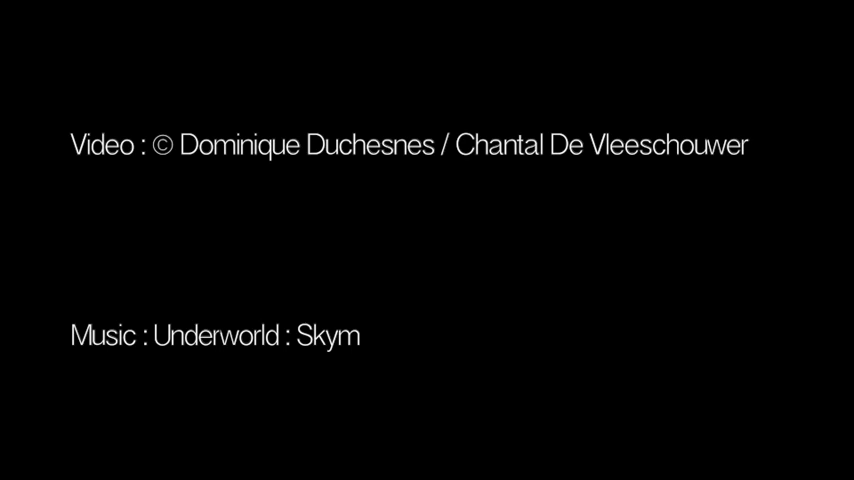 Video : © Dominique Duchesnes / Chantal De Vleeschouwer
Music : Underworld : Skym